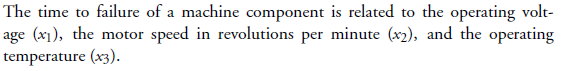 The time to failure of a machine component is related to the operating volt-
age (x1), the motor speed in revolutions per minute (x2), and the operating
temperature (x3).